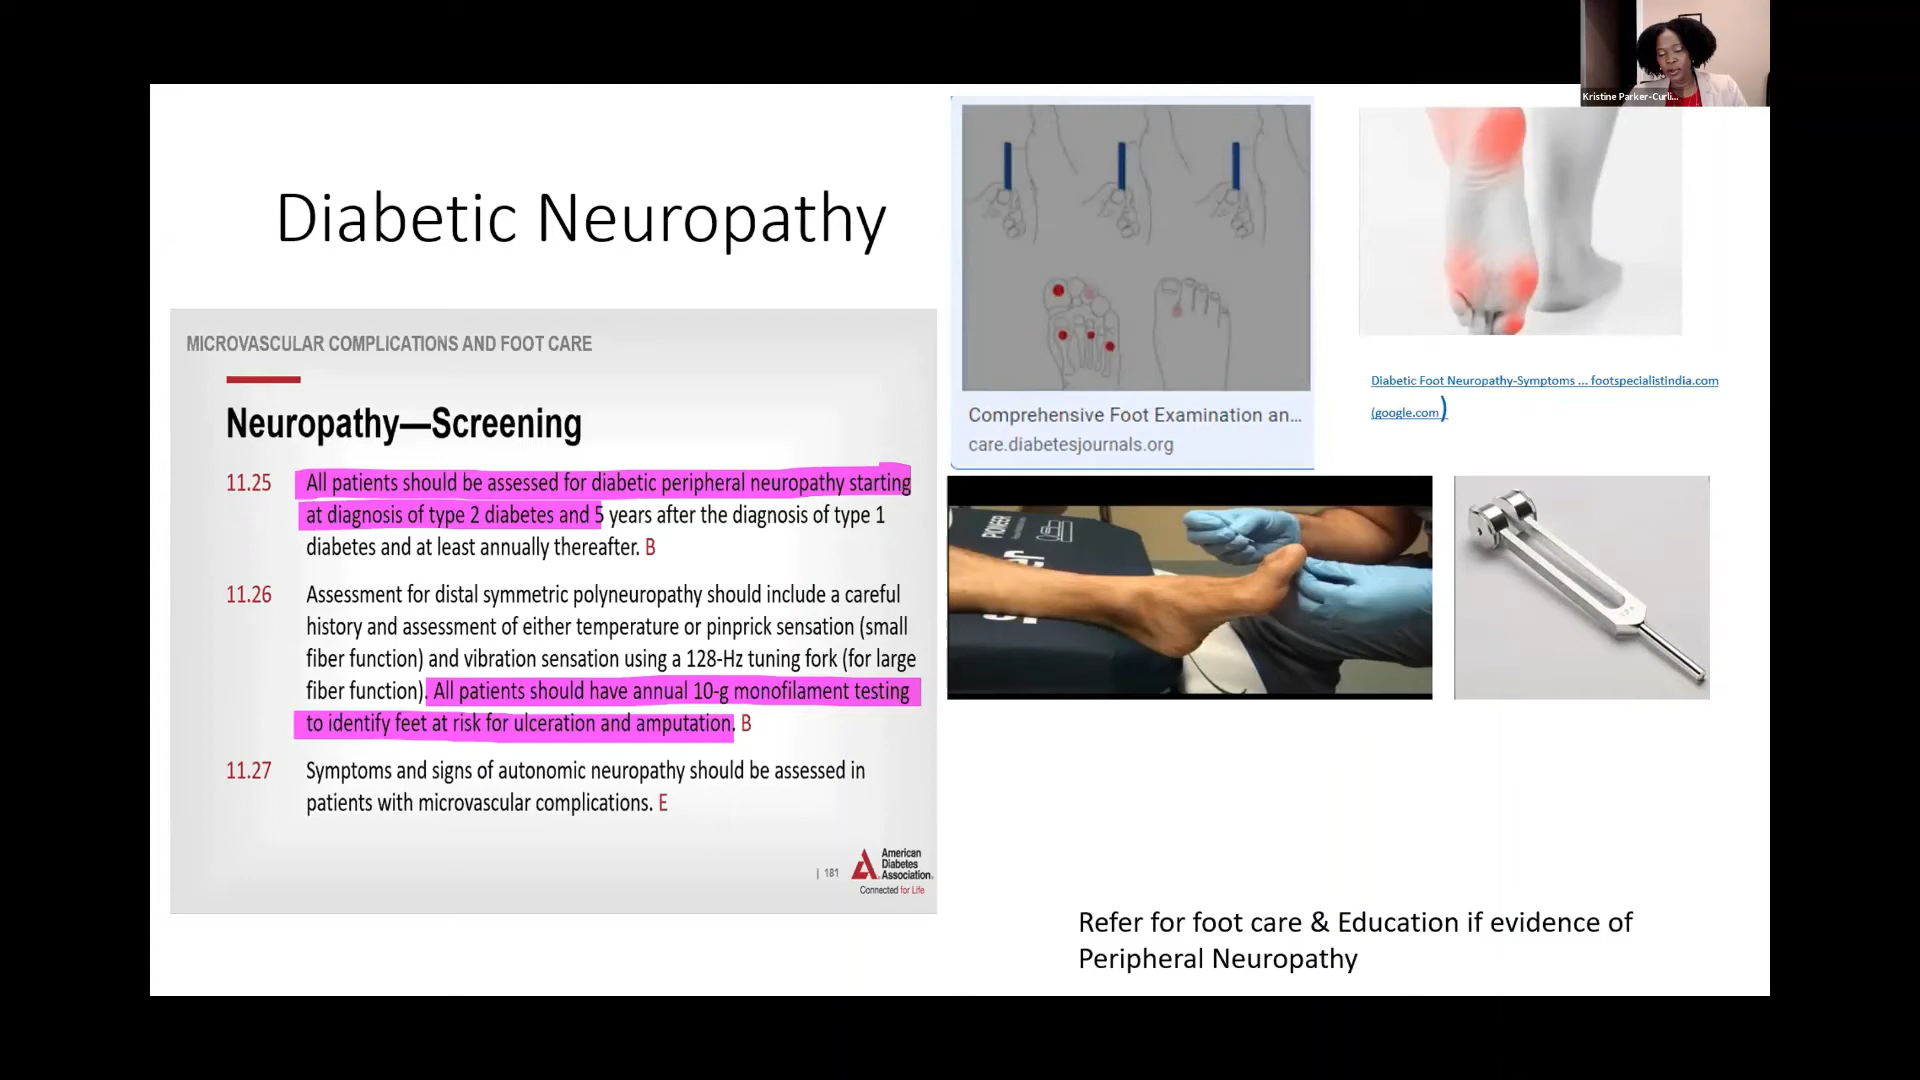 Kristine Parker-Curli...
Diabetic Neuropathy
MICROVASCULAR COMPLICATIONS AND FOOT CARE
Neuropathy—Screening
11.25 All patients should be assessed for diabetic peripheral neuropathy starting
at diagnosis of type 2 diabetes and 5 years after the diagnosis of type 1
diabetes and at least annually thereafter. B
11.26 Assessment for distal symmetric polyneuropathy should include a careful
history and assessment of either temperature or pinprick sensation (small
fiber function) and vibration sensation using a 128-Hz tuning fork (for large
fiber function). All patients should have annual 10-g monofilament testing
to identify feet at risk for ulceration and amputation. B
11.27 Symptoms and signs of autonomic neuropathy should be assessed in
patients with microvascular complications. E
| 181
American
Diabetes
Association.
Connected for Life
Comprehensive Foot Examination an...
care.diabetesjournals.org
Diabetic Foot Neuropathy-Symptoms ... footspecialistindia.com
(google.com)
PIONEER
Refer for foot care & Education if evidence of
Peripheral Neuropathy